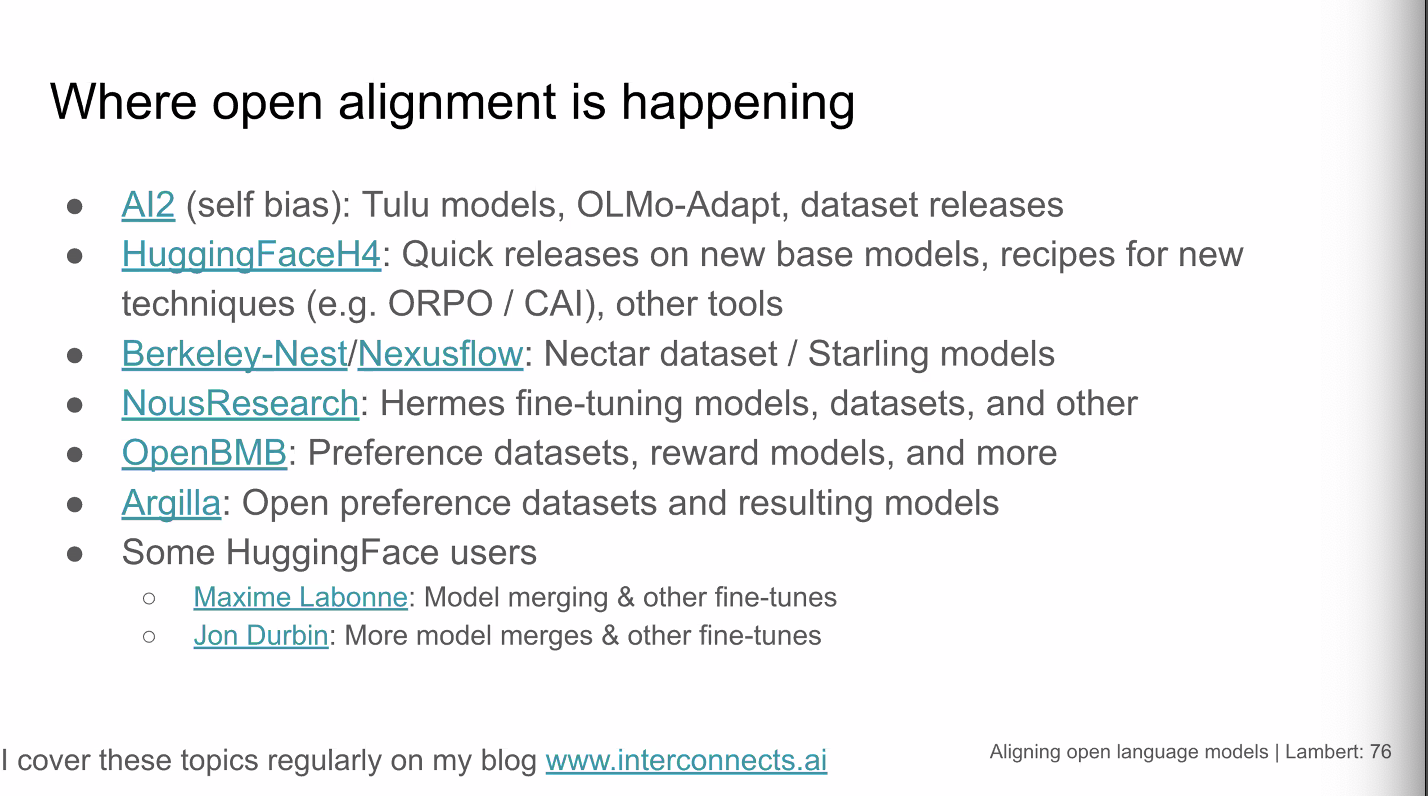 Where open alignment is happening
● AI2 (self bias): Tulu models, OLMo-Adapt, dataset releases
● HuggingFaceH4: Quick releases on new base models, recipes for new
techniques (e.g. ORPO / CAI), other tools
● Berkeley-Nest/Nexusflow: Nectar dataset / Starling models
● NousResearch: Hermes fine-tuning models, datasets, and other
● OpenBMB: Preference datasets, reward models, and more
● Argilla: Open preference datasets and resulting models
● Some HuggingFace users
○ Maxime Labonne: Model merging & other fine-tunes
○ Jon Durbin: More model merges & other fine-tunes
I cover these topics regularly on my blog www.interconnects.ai
Aligning open language models | Lambert: 76